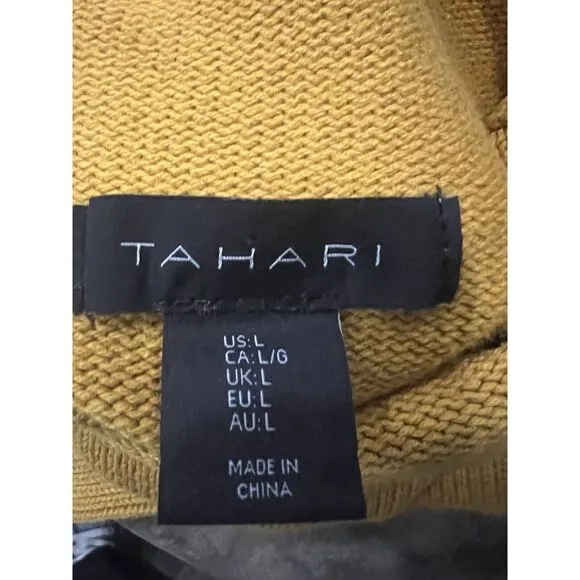 TAHARI
US:L
CA:L/G
UK:L
EU:L
AU:L
MADE IN
CHINA